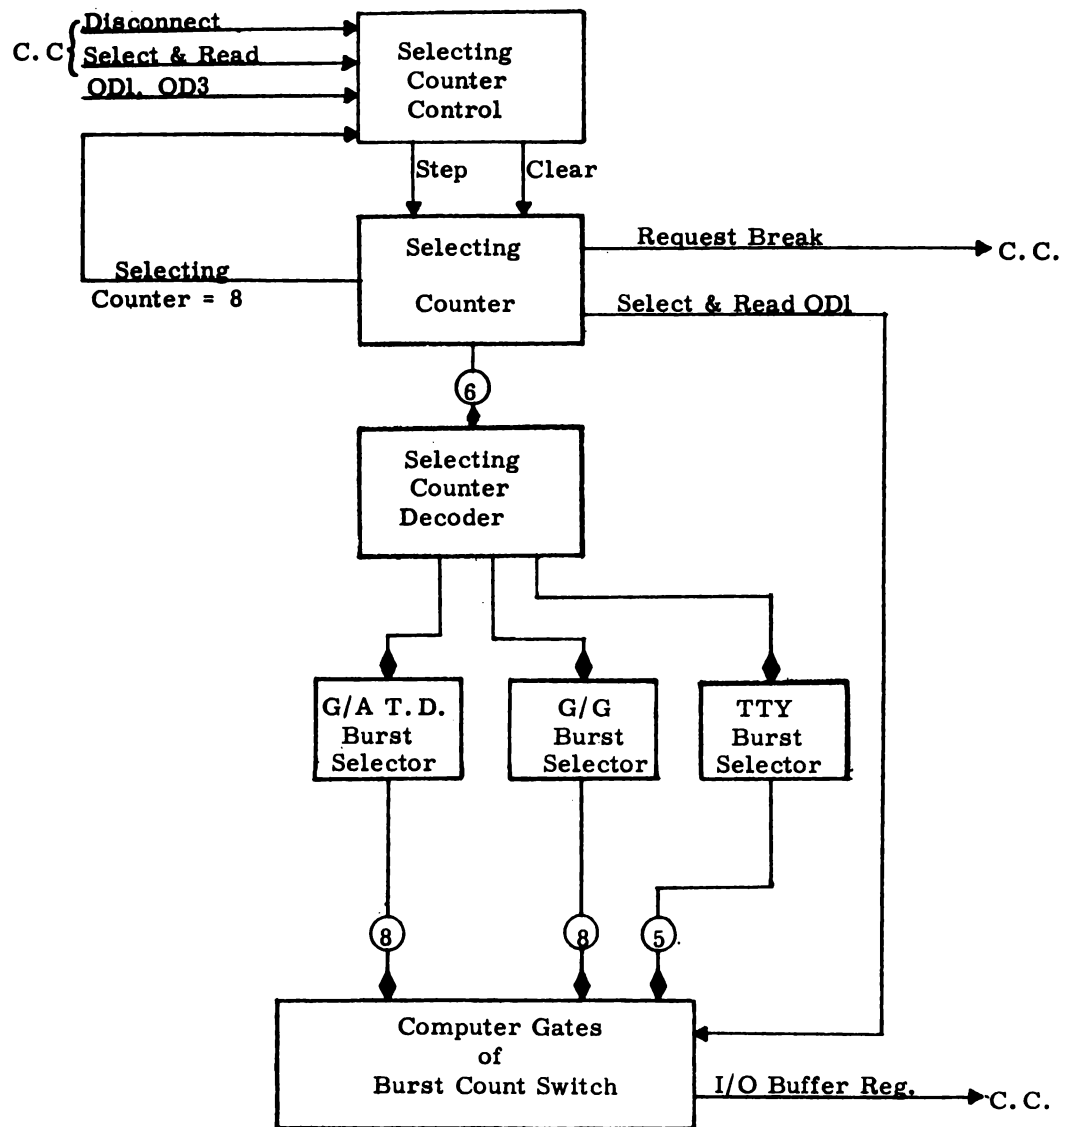 Disconnect
C. C
Select & Read
OD1, OD3
Selecting
Counter
Control
Step
Clear
Selecting
Counter
Request Break
C. C.
Selecting
Counter = 8
Select & Read OD1
6
Selecting
Counter
Decoder
G/A T. D.
Burst
Selector
G/G
Burst
Selector
TTY
Burst
Selector
8
8
5
Computer Gates
of
Burst Count Switch
I/O Buffer Reg.
C. C.